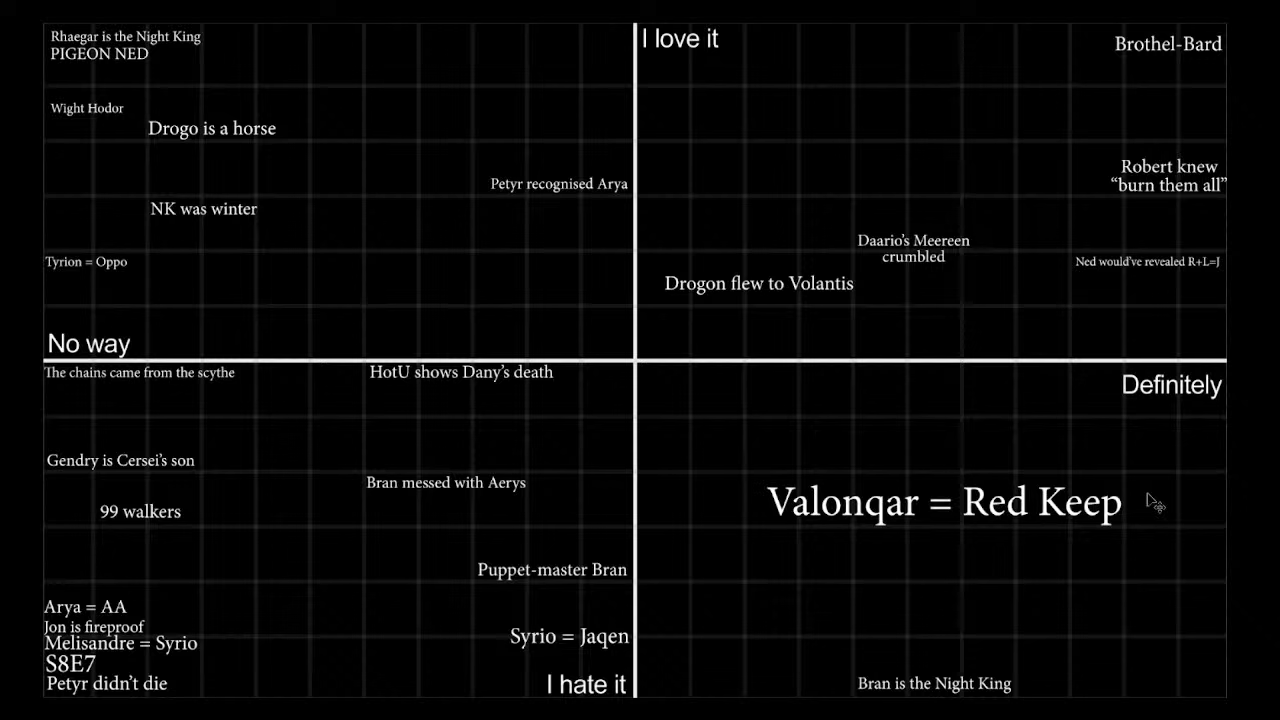 Rhaegar is the Night King
PIGEON NED
Wight Hodor
Drogo is a horse
Petyr recognised Arya
NK was winter
Tyrion = Oppo
No way
I love it
Brothel-Bard
Robert knew
“burn them all”
Daario’s Meereen
crumbled
Ned would’ve revealed R+L=J
Drogon flew to Volantis
The chains came from the scythe
HotU shows Dany’s death
Gendry is Cersei’s son
Bran messed with Aerys
99 walkers
Puppet-master Bran
Arya = AA
Jon is fireproof
Melisandre = Syrio
Syrio = Jaqen
S8E7
Petyr didn’t die
I hate it
Definitely
Valonqar = Red Keep
Bran is the Night King